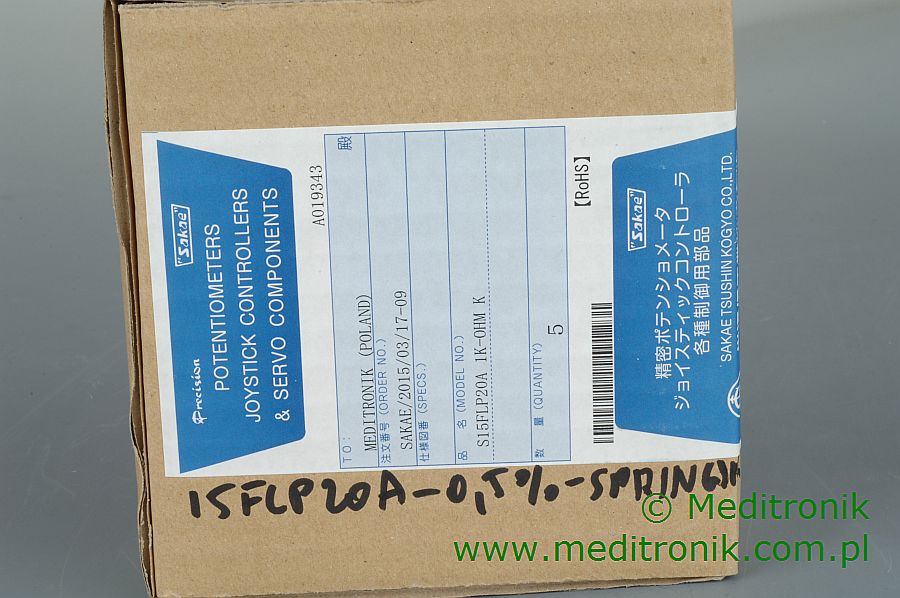 "Sakae"
Precision
POTENTIOMETERS
JOYSTICK CONTROLLERS
& SERVO COMPONENTS
A019343
殿
TO:
MEDITRONIK (POLAND)
注文番号 (ORDER NO.)
SAKAE/2015/03/17-09
仕様図番 (SPECS.)
品 名 (MODEL NO.)
S15FLP20A 1K-OHM K
数 量 (QUANTITY)
5
【RoHS】
"Sakae"
精密ポテンショメータ
ジョイスティックコントローラ
各種制御用部品
SAKAE TSUSHIN KOGYO CO.,LTD.
15FLP20A-0,5%-SPRING
© Meditronik
www.meditronik.com.pl